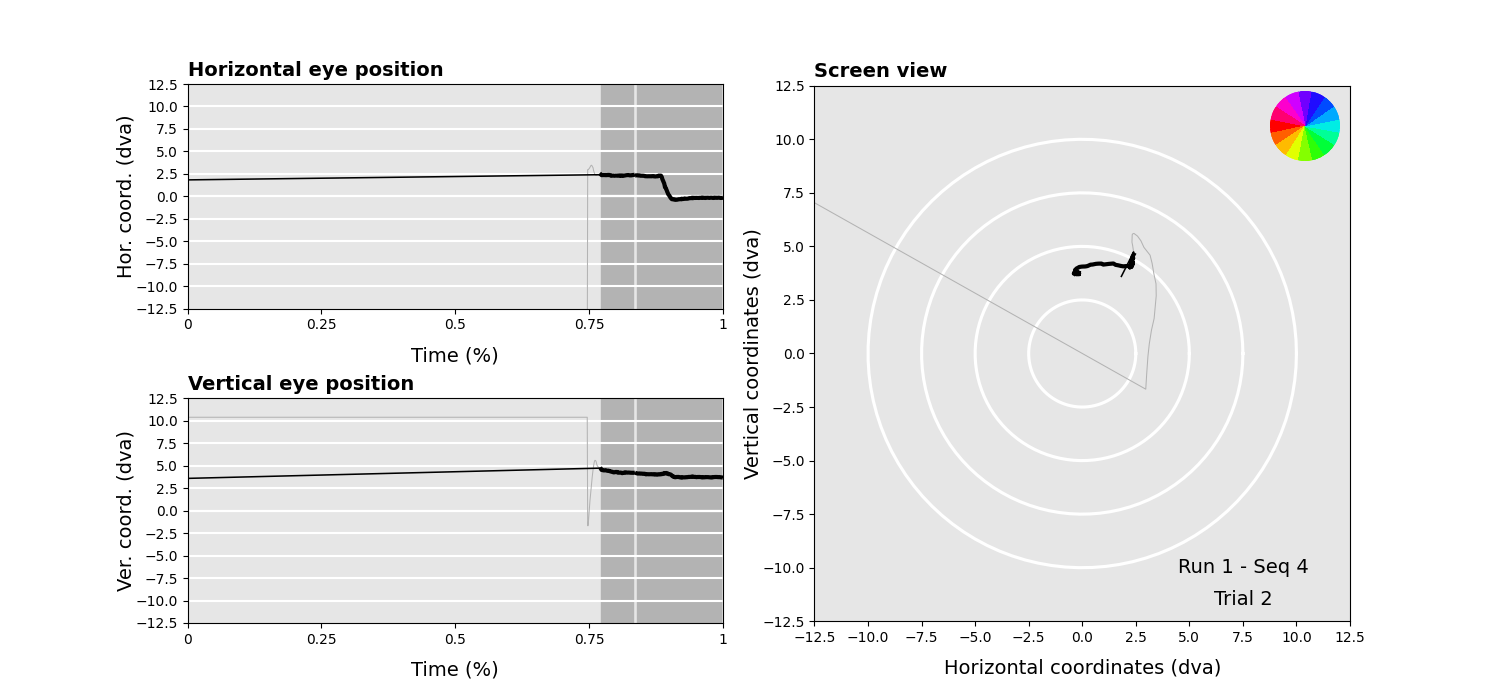 Horizontal eye position
12.5
10.0
7.5
5.0
2.5
0.0
−2.5
−5.0
−7.5
−10.0
−12.5
Hor. coord. (dva)
0 0.25 0.5 0.75 1
Time (%)
Vertical eye position
12.5
10.0
7.5
5.0
2.5
0.0
−2.5
−5.0
−7.5
−10.0
−12.5
Ver. coord. (dva)
0 0.25 0.5 0.75 1
Time (%)
Screen view
12.5
10.0
7.5
5.0
2.5
0.0
−2.5
−5.0
−7.5
−10.0
−12.5
Vertical coordinates (dva)
Run 1 - Seq 4
Trial 2
−12.5 −10.0 −7.5 −5.0 −2.5 0.0 2.5 5.0 7.5 10.0 12.5
Horizontal coordinates (dva)